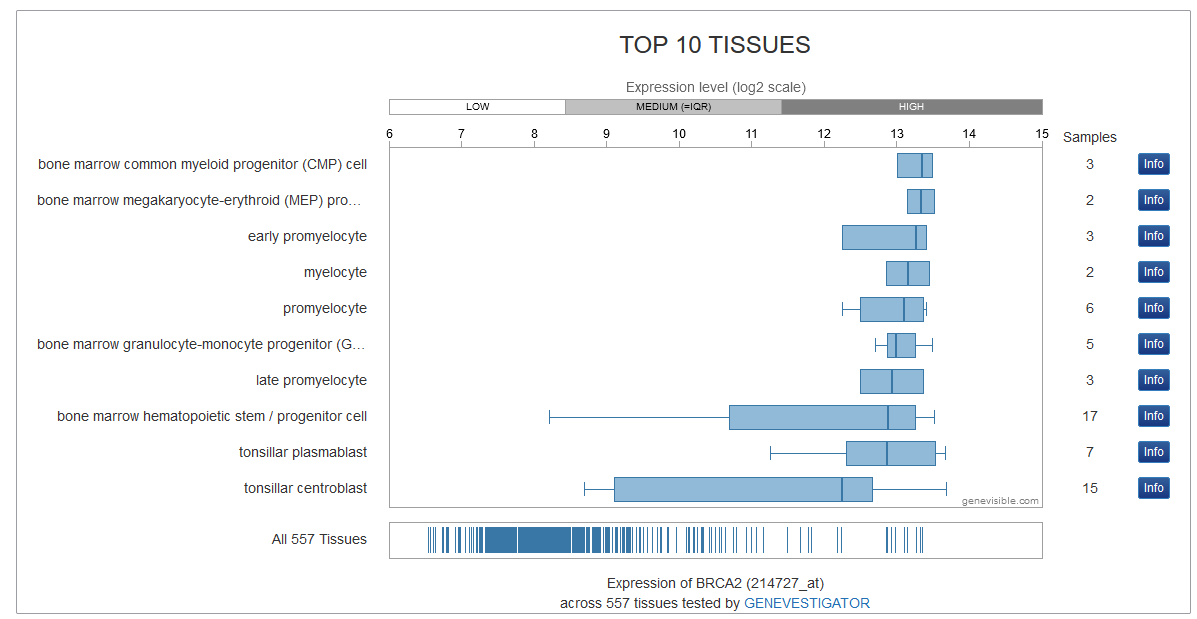 TOP 10 TISSUES
Expression level (log2 scale)
LOW MEDIUM (=IQR) HIGH
6 7 8 9 10 11 12 13 14 15 Samples
bone marrow common myeloid progenitor (CMP) cell 3 Info
bone marrow megakaryocyte-erythroid (MEP) pro... 2 Info
early promyelocyte 3 Info
myelocyte 2 Info
promyelocyte 6 Info
bone marrow granulocyte-monocyte progenitor (G... 5 Info
late promyelocyte 3 Info
bone marrow hematopoietic stem / progenitor cell 17 Info
tonsillar plasmablast 7 Info
tonsillar centroblast 15 Info
genevisible.com
All 557 Tissues
Expression of BRCA2 (214727_at)
across 557 tissues tested by GENEVESTIGATOR